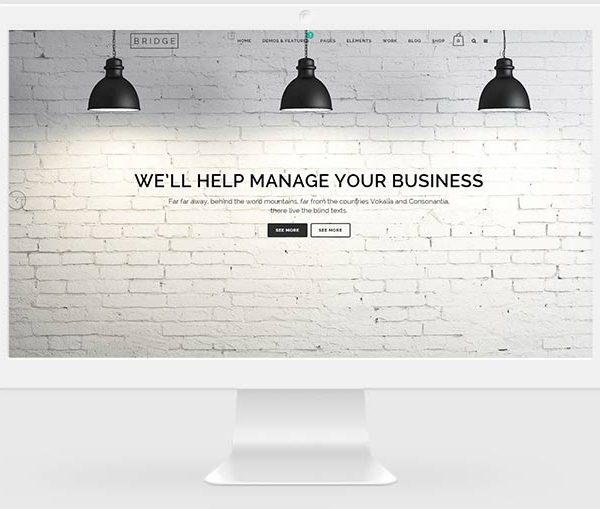 BRIDGE
HOME DEMOS & FEATURES PAGES ELEMENTS WORK BLOG SHOP
WE'LL HELP MANAGE YOUR BUSINESS
Far far away, behind the word mountains, far from the countries Vokalia and Consonantia,
there live the blind texts.
SEE MORE SEE MORE